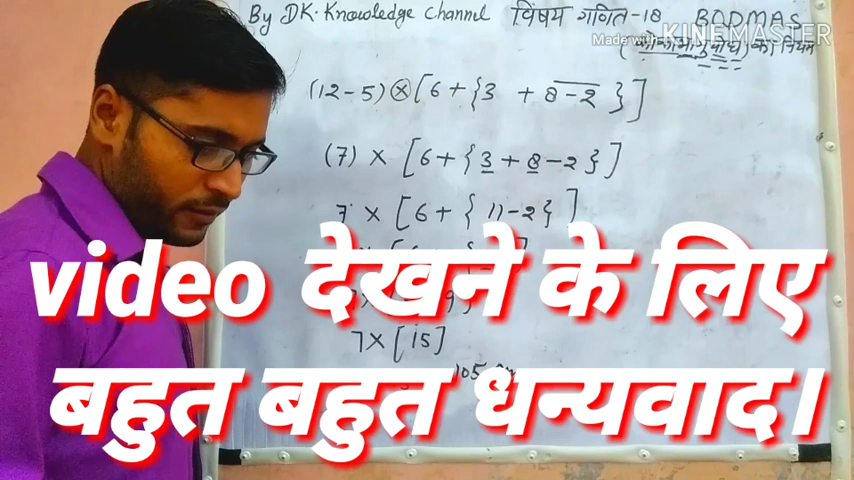 By DK. Knowledge Channel विषय गणित-18 BODMAS
Made with KINEMASTER
का नियम
(12-5)⊗[6+{3 + 8-2}]
(7) × [6+{3+8-2}]
7 × [6+{11-2}]
video देखने के लिए
7×[15]
105
बहुत बहुत धन्यवाद।